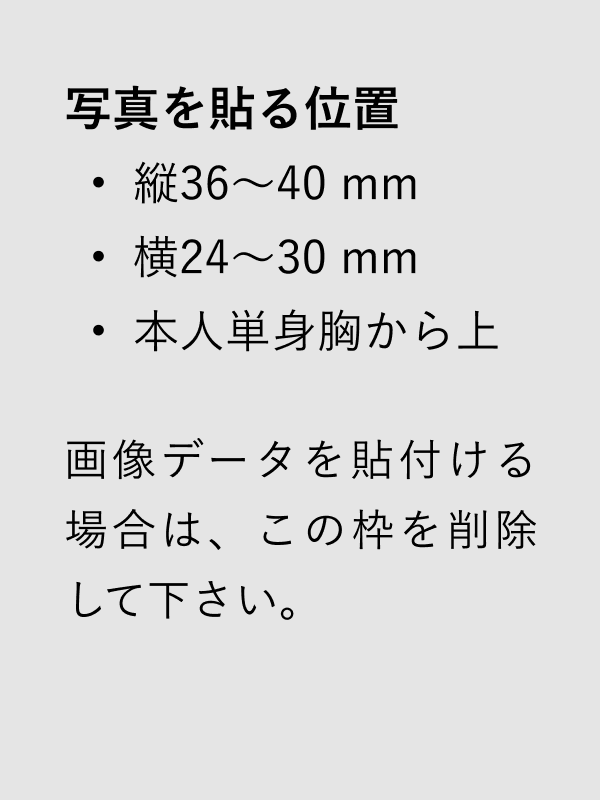 写真を貼る位置
• 縦36〜40 mm
• 横24〜30 mm
• 本人単身胸から上
画像データを貼付ける
場合は、この枠を削除
して下さい。